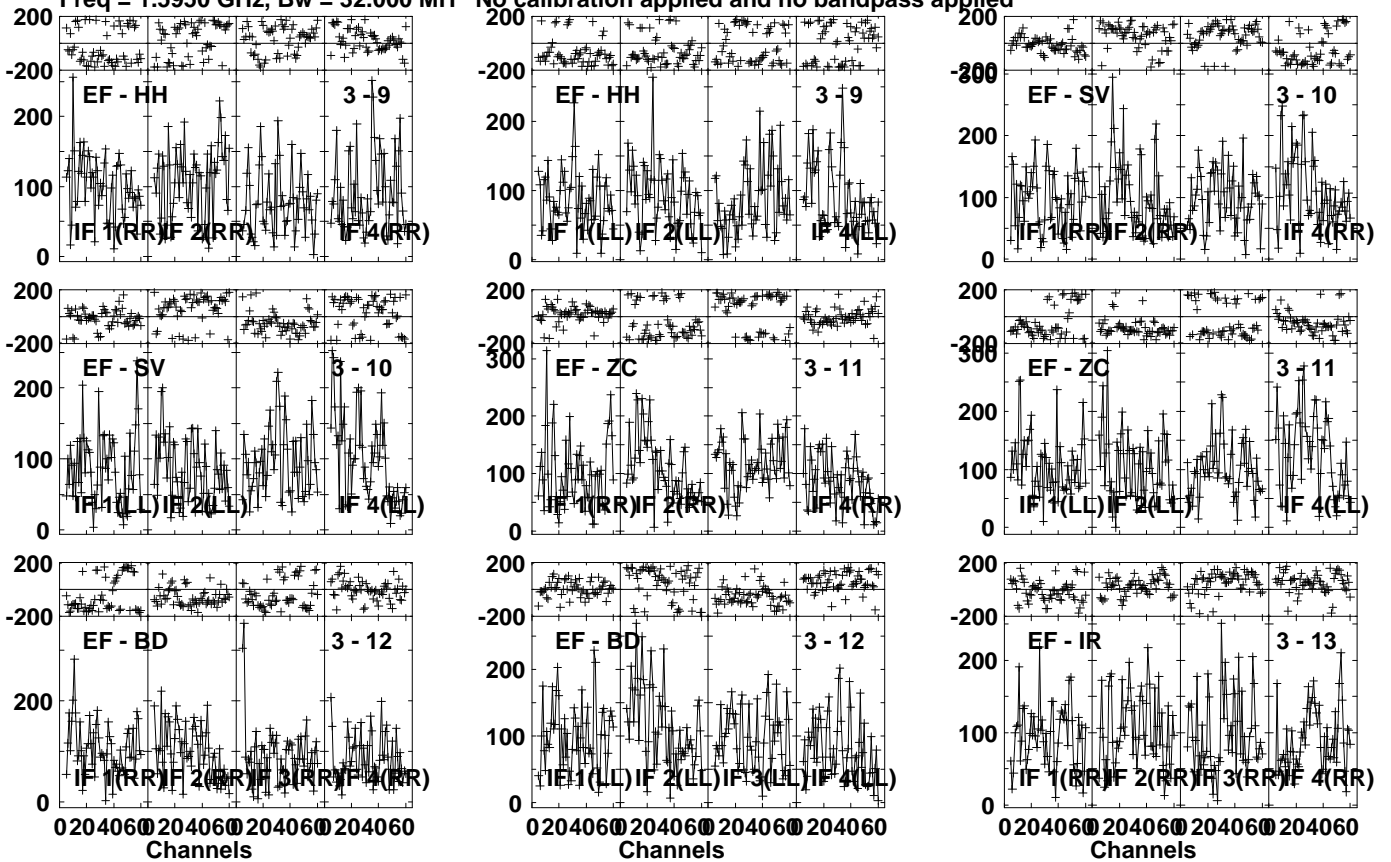 Freq = 1.5950 GHz, Bw = 32.000 MH No calibration applied and no bandpass applied
200 200 200
-200 -200
EF - HH 3 - 9 EF - HH 3 - 9 EF - SV 3 - 10
200 200 300 200
100 100 100
IF 1(RR) IF 2(RR) IF 4(RR) IF 1(LL) IF 2(LL) IF 4(LL) IF 1(RR) IF 2(RR) IF 4(RR)
0 0 0
200 200 200
-200 -200 -200
EF - SV 3 - 10 EF - ZC 3 - 11 EF - ZC 3 - 11
200 300 200 300 200
100 100 100
IF 1(LL) IF 2(LL) IF 4(LL) IF 1(RR) IF 2(RR) IF 4(RR) IF 1(LL) IF 2(LL) IF 4(LL)
0 0 0
200 200 200
-200 -200 -200
EF - BD 3 - 12 EF - BD 3 - 12 EF - IR 3 - 13
200 200 200
100 100
IF 1(RR) IF 2(RR) IF 3(RR) IF 4(RR) IF 1(LL) IF 2(LL) IF 3(LL) IF 4(LL) IF 1(RR) IF 2(RR) IF 3(RR) IF 4(RR)
0 0 0
0 20 40 60 0 20 40 60 0 20 40 60 0 20 40 60 0 20 40 60 0 20 40 60 0 20 40 60 0 20 40 60 0 20 40 60 0 20 40 60 0 20 40 60 0 20 40 60
Channels Channels Channels